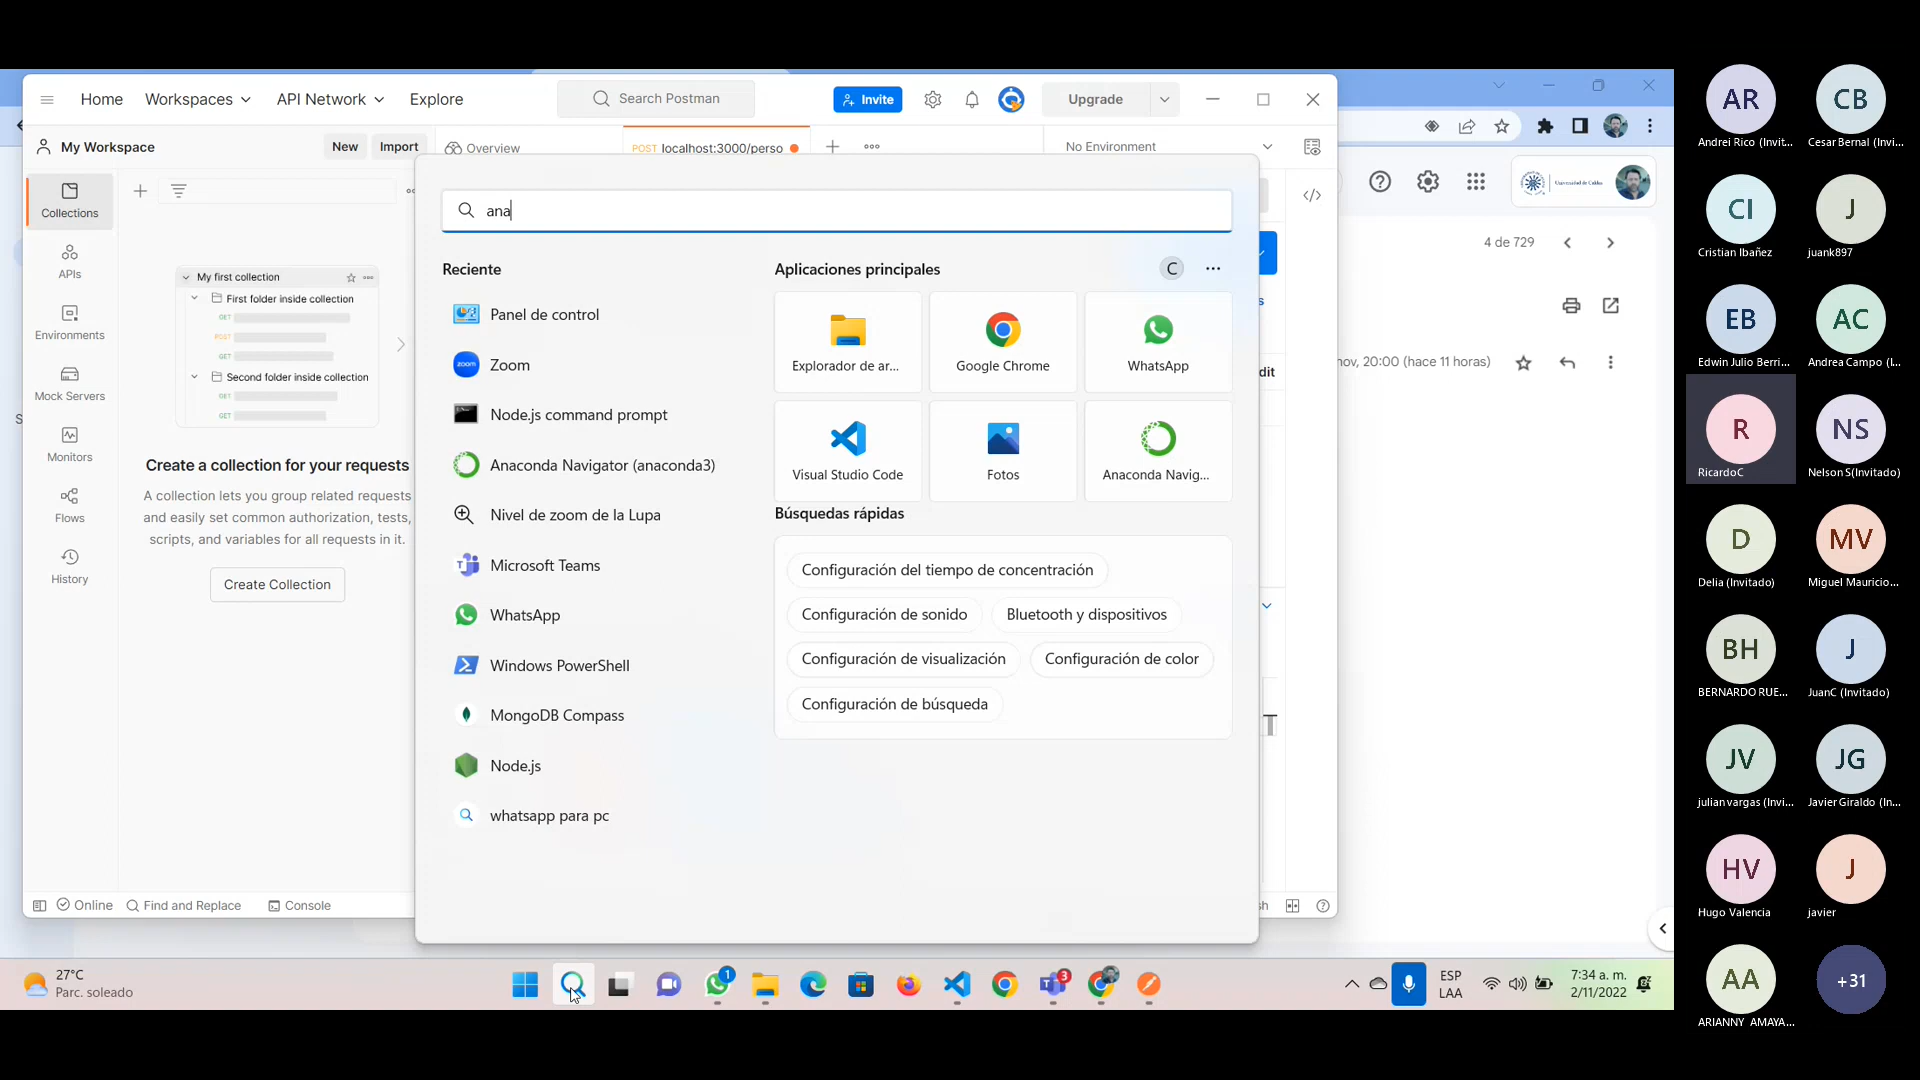 Home
Workspaces
API Network
Explore
Search Postman
Invite
Upgrade
My Workspace
New
Import
Overview
POST localhost:3000/perso
No Environment
Collections
APIs
Environments
Mock Servers
Monitors
Flows
History
My first collection
First folder inside collection
GET
POST
GET
Second folder inside collection
GET
GET
Create a collection for your requests
A collection lets you group related requests
and easily set common authorization, tests,
scripts, and variables for all requests in it.
Create Collection
Online
Find and Replace
Console
ana
Reciente
Panel de control
Zoom
Node.js command prompt
Anaconda Navigator (anaconda3)
Nivel de zoom de la Lupa
Microsoft Teams
WhatsApp
Windows PowerShell
MongoDB Compass
Node.js
whatsapp para pc
Aplicaciones principales
C
Explorador de ar...
Google Chrome
WhatsApp
Visual Studio Code
Fotos
Anaconda Navig...
Búsquedas rápidas
Configuración del tiempo de concentración
Configuración de sonido
Bluetooth y dispositivos
Configuración de visualización
Configuración de color
Configuración de búsqueda
4 de 729
nov, 20:00 (hace 11 horas)
27°C
Parc. soleado
1
3
ESP
LAA
7:34 a. m.
2/11/2022
AR
Andrei Rico (Invit...
CB
Cesar Bernal (Invi...
CI
Cristian Ibañez
J
juank897
EB
Edwin Julio Berri...
AC
Andrea Campo (I...
R
RicardoC
NS
Nelson S(Invitado)
D
Delia (Invitado)
MV
Miguel Mauricio...
BH
BERNARDO RUE...
J
JuanC (Invitado)
JV
julian vargas (Invi...
JG
Javier Giraldo (In...
HV
Hugo Valencia
J
javier
AA
ARIANNY AMAYA...
+31